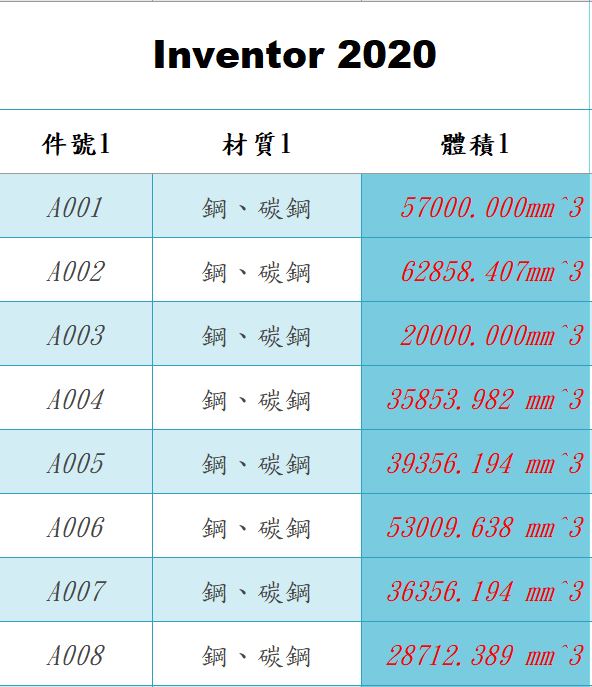 Inventor 2020
件號1 材質1 體積1
A001 鋼、碳鋼 57000.000mm^3
A002 鋼、碳鋼 62858.407mm^3
A003 鋼、碳鋼 20000.000mm^3
A004 鋼、碳鋼 35853.982 mm^3
A005 鋼、碳鋼 39356.194 mm^3
A006 鋼、碳鋼 53009.638 mm^3
A007 鋼、碳鋼 36356.194 mm^3
A008 鋼、碳鋼 28712.389 mm^3